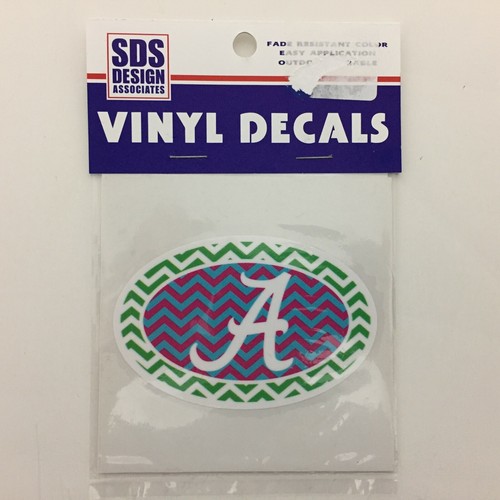 SDS
DESIGN
ASSOCIATES
FADE RESISTANT COLOR
EASY APPLICATION
VINYL DECALS
A